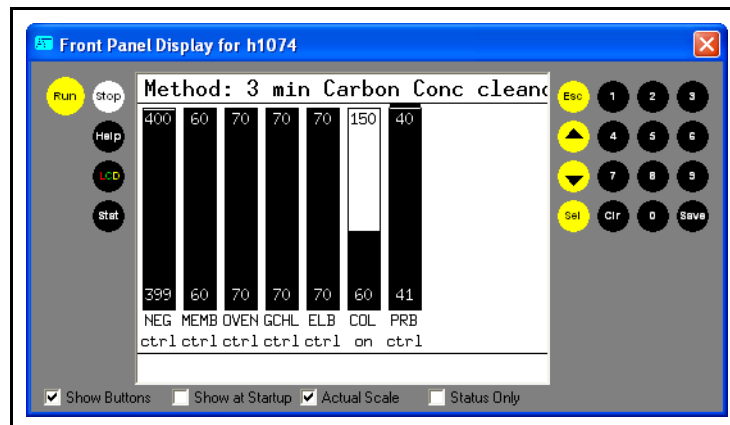 Front Panel Display for h1074
Run Stop Method: 3 min Carbon Conc cleanc Esc 1 2 3
400 60 70 70 70 150 40
Help 4 5 6
LCD 7 8 9
Stat Sel Clr 0 Save
399 60 70 70 70 60 41
NEG MEMB OVEN GCHL ELB COL PRB
ctrl ctrl ctrl ctrl ctrl on ctrl
Show Buttons Show at Startup Actual Scale Status Only